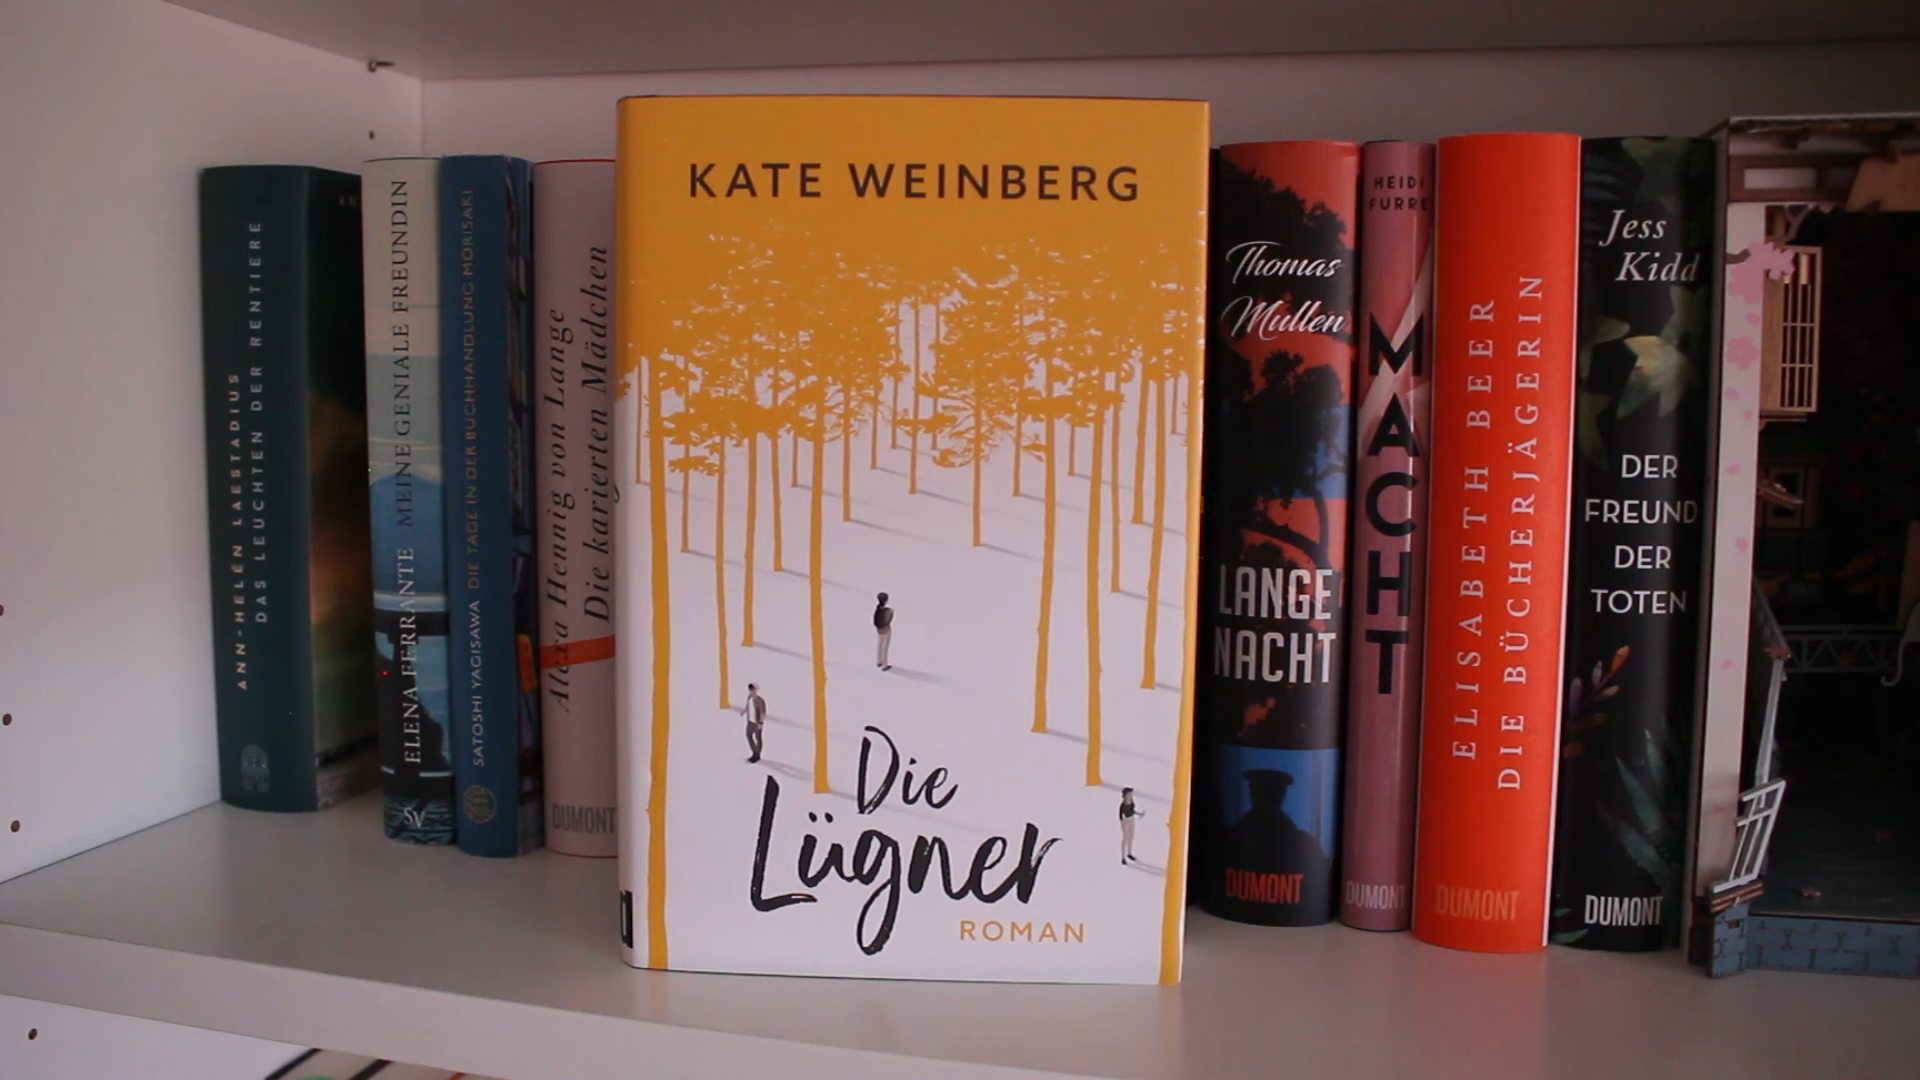 ANN-HELÉN LAESTADIUS
DAS LEUCHTEN DER RENTIERE
ELENA FERRANTE MEINE GENIALE FREUNDIN
SV
SATOSHI YAGISAWA DIE TAGE IN DER BUCHHANDLUNG MORISAKI
Alexa Hennig von Lange
Die karierten Mädchen
DUMONT
KATE WEINBERG
Die
Lügner
ROMAN
Thomas
Mullen
LANGE
NACHT
DUMONT
HEIDI
FURRE
MACHT
DUMONT
ELISABETH BEER
DIE BÜCHERJÄGERIN
DUMONT
Jess
Kidd
DER
FREUND
DER
TOTEN
DUMONT